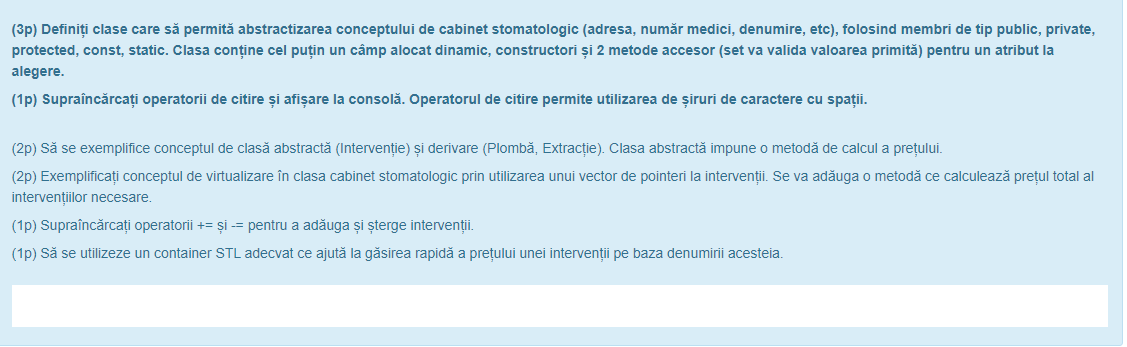 (3p) Definiți clase care să permită abstractizarea conceptului de cabinet stomatologic (adresa, număr medici, denumire, etc), folosind membri de tip public, private,
protected, const, static. Clasa conține cel puțin un câmp alocat dinamic, constructori și 2 metode accesor (set va valida valoarea primită) pentru un atribut la
alegere.
(1p) Supraîncărcați operatorii de citire și afișare la consolă. Operatorul de citire permite utilizarea de șiruri de caractere cu spații.
(2p) Să se exemplifice conceptul de clasă abstractă (Intervenție) și derivare (Plombă, Extracție). Clasa abstractă impune o metodă de calcul a prețului.
(2p) Exemplificați conceptul de virtualizare în clasa cabinet stomatologic prin utilizarea unui vector de pointeri la intervenții. Se va adăuga o metodă ce calculează prețul total al
intervențiilor necesare.
(1p) Supraîncărcați operatorii += și -= pentru a adăuga și șterge intervenții.
(1p) Să se utilizeze un container STL adecvat ce ajută la găsirea rapidă a prețului unei intervenții pe baza denumirii acesteia.